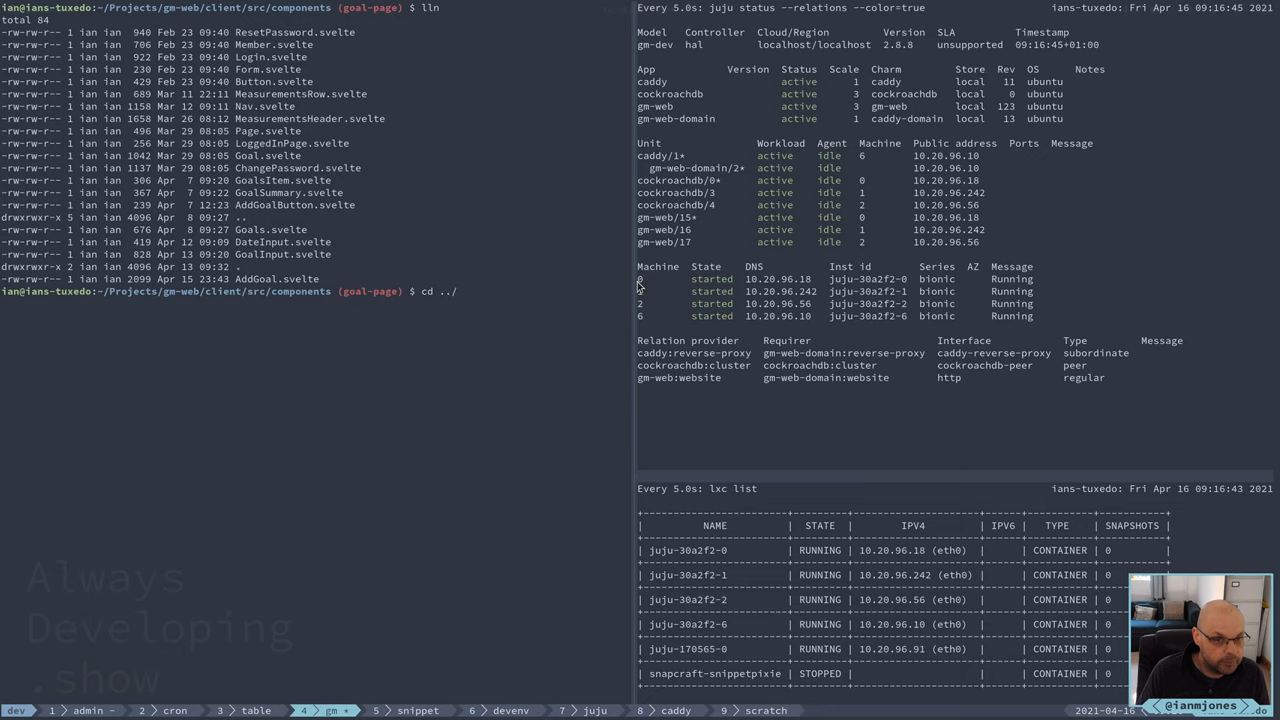 ian@ians-tuxedo:~/Projects/gm-web/client/src/components (goal-page) $ lln
total 84
-rw-rw-r-- 1 ian ian  940 Feb 23 09:40 ResetPassword.svelte
-rw-rw-r-- 1 ian ian  706 Feb 23 09:40 Member.svelte
-rw-rw-r-- 1 ian ian  922 Feb 23 09:40 Login.svelte
-rw-rw-r-- 1 ian ian  230 Feb 23 09:40 Form.svelte
-rw-rw-r-- 1 ian ian  429 Feb 23 09:40 Button.svelte
-rw-rw-r-- 1 ian ian  689 Mar 11 22:11 MeasurementsRow.svelte
-rw-rw-r-- 1 ian ian 1158 Mar 12 09:11 Nav.svelte
-rw-rw-r-- 1 ian ian 1658 Mar 26 08:12 MeasurementsHeader.svelte
-rw-rw-r-- 1 ian ian  496 Mar 29 08:05 Page.svelte
-rw-rw-r-- 1 ian ian  256 Mar 29 08:05 LoggedInPage.svelte
-rw-rw-r-- 1 ian ian 1042 Mar 29 08:05 Goal.svelte
-rw-rw-r-- 1 ian ian 1137 Mar 29 08:05 ChangePassword.svelte
-rw-rw-r-- 1 ian ian  306 Apr  7 09:20 GoalsItem.svelte
-rw-rw-r-- 1 ian ian  367 Apr  7 09:22 GoalSummary.svelte
-rw-rw-r-- 1 ian ian  239 Apr  7 12:23 AddGoalButton.svelte
drwxrwxr-x 5 ian ian 4096 Apr  8 09:27 ..
-rw-rw-r-- 1 ian ian  676 Apr  8 09:27 Goals.svelte
-rw-rw-r-- 1 ian ian  419 Apr 12 09:09 DateInput.svelte
-rw-rw-r-- 1 ian ian  828 Apr 13 09:20 GoalInput.svelte
drwxrwxr-x 2 ian ian 4096 Apr 13 09:32 .
-rw-rw-r-- 1 ian ian 2099 Apr 15 23:43 AddGoal.svelte
ian@ians-tuxedo:~/Projects/gm-web/client/src/components (goal-page) $ cd ../
Always
Developing
.show
Every 5.0s: juju status --relations --color=true ians-tuxedo: Fri Apr 16 09:16:45 2021
Model Controller Cloud/Region Version SLA Timestamp
gm-dev hal localhost/localhost 2.8.8 unsupported 09:16:45+01:00
App Version Status Scale Charm Store Rev OS Notes
caddy active 1 caddy local 11 ubuntu
cockroachdb active 3 cockroachdb local 0 ubuntu
gm-web active 3 gm-web local 123 ubuntu
gm-web-domain active 1 caddy-domain local 13 ubuntu
Unit Workload Agent Machine Public address Ports Message
caddy/1* active idle 6 10.20.96.10
gm-web-domain/2* active idle 10.20.96.10
cockroachdb/0* active idle 0 10.20.96.18
cockroachdb/3 active idle 1 10.20.96.242
cockroachdb/4 active idle 2 10.20.96.56
gm-web/15* active idle 0 10.20.96.18
gm-web/16 active idle 1 10.20.96.242
gm-web/17 active idle 2 10.20.96.56
Machine State DNS Inst id Series AZ Message
0 started 10.20.96.18 juju-30a2f2-0 bionic Running
started 10.20.96.242 juju-30a2f2-1 bionic Running
2 started 10.20.96.56 juju-30a2f2-2 bionic Running
6 started 10.20.96.10 juju-30a2f2-6 bionic Running
Relation provider Requirer Interface Type Message
caddy:reverse-proxy gm-web-domain:reverse-proxy caddy-reverse-proxy subordinate
cockroachdb:cluster cockroachdb:cluster cockroachdb-peer peer
gm-web:website gm-web-domain:website http regular
Every 5.0s: lxc list ians-tuxedo: Fri Apr 16 09:16:43 2021
| NAME | STATE | IPV4 | IPV6 | TYPE | SNAPSHOTS |
| juju-30a2f2-0 | RUNNING | 10.20.96.18 (eth0) | | CONTAINER | 0 |
| juju-30a2f2-1 | RUNNING | 10.20.96.242 (eth0) | | CONTAINER | 0
| juju-30a2f2-2 | RUNNING | 10.20.96.56 (eth0) | | CONTAINER | 0
| juju-30a2f2-6 | RUNNING | 10.20.96.10 (eth0) | | CONTAINER | 0
| juju-170565-0 | RUNNING | 10.20.96.91 (eth0) | | CONTAINER | 0
| snapcraft-snippetpixie | STOPPED | | | CONTAINER | 0
dev 1 admin - 2 cron 3 table 4 gm * 5 snippet 6 devenv 7 juju 8 caddy 9 scratch 2021-04-16
@ianmjones